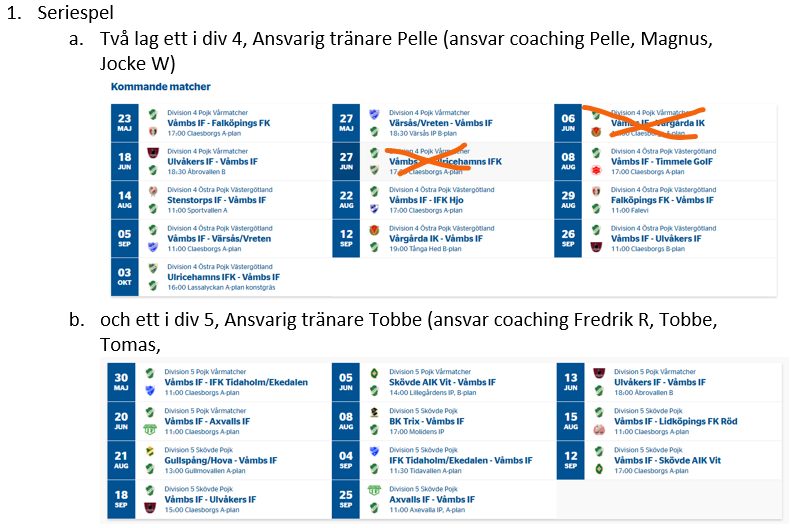 1. Seriespel
a. Två lag ett i div 4, Ansvarig tränare Pelle (ansvar coaching Pelle, Magnus,
Jocke W)
Kommande matcher
23 MAJ
Division 4 Pojk Vårmatcher
Våmbs IF - Falköpings FK
17:00 Claesborgs A-plan
27 MAJ
Division 4 Pojk Vårmatcher
Värsås/Vreten - Våmbs IF
18:30 Värsås IP B-plan
06 JUN
Division 4 Pojk Vårmatcher
IF - Vårgårda IK
Claesborgs A-plan
18 JUN
Division 4 Pojk Vårmatcher
Ulvåkers IF - Våmbs IF
18:30 Åbrovallen B
27 JUN
4 Pojk
Våmbs Ulricehamns IFK
Claesborgs A-plan
08 AUG
Division 4 Östra Pojk Västergötland
Våmbs IF - Timmele GoIF
17:00 Claesborgs A-plan
14 AUG
Division 4 Östra Pojk Västergötland
Stenstorps IF - Våmbs IF
11:00 Sportvallen A
22 AUG
Division 4 Östra Pojk Västergötland
Våmbs IF - IFK Hjo
17:00 Claesborgs A-plan
29 AUG
Division 4 Östra Pojk Västergötland
Falköpings FK - Våmbs IF
11:00 Falevi
05 SEP
Division 4 Östra Pojk Västergötland
Våmbs IF - Värsås/Vreten
11:00 Claesborgs A-plan
12 SEP
Division 4 Östra Pojk Västergötland
Vårgårda IK - Våmbs IF
19:00 Tånga Hed B-plan
26 SEP
Division 4 Östra Pojk Västergötland
Våmbs IF - Ulvåkers IF
11:00 Claesborgs B-plan
03 OKT
Division 4 Östra Pojk Västergötland
Ulricehamns IFK - Våmbs IF
16:00 Lassalyckan A-plan konstgräs
b. och ett i div 5, Ansvarig tränare Tobbe (ansvar coaching Fredrik R, Tobbe,
Tomas,
30 MAJ
Division 5 Pojk Vårmatcher
Våmbs IF - IFK Tidaholm/Ekedalen
11:00 Claesborgs A-plan
05 JUN
Division 5 Pojk Vårmatcher
Skövde AIK Vit - Våmbs IF
14:00 Lillegårdens IP, B-plan
13 JUN
Division 5 Pojk Vårmatcher
Ulvåkers IF - Våmbs IF
18:00 Åbrovallen B
20 JUN
Division 5 Pojk Vårmatcher
Våmbs IF - Axvalls IF
11:00 Claesborgs A-plan
08 AUG
Division 5 Skövde Pojk
BK Trix - Våmbs IF
17:00 Molidens IP
15 AUG
Division 5 Skövde Pojk
Våmbs IF - Lidköpings FK Röd
11:00 Claesborgs A-plan
21 AUG
Division 5 Skövde Pojk
Gullspång/Hova - Våmbs IF
13:00 Gullmovallen A-plan
04 SEP
Division 5 Skövde Pojk
IFK Tidaholm/Ekedalen - Våmbs IF
11:30 Tidavallen A-plan
12 SEP
Division 5 Skövde Pojk
Våmbs IF - Skövde AIK Vit
17:00 Claesborgs A-plan
18 SEP
Division 5 Skövde Pojk
Våmbs IF - Ulvåkers IF
15:00 Claesborgs A-plan
25 SEP
Division 5 Skövde Pojk
Axvalls IF - Våmbs IF
11:00 Axevalla IP, A-plan